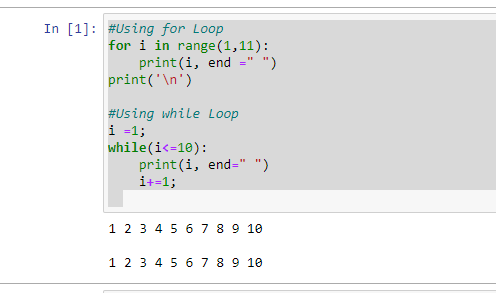 In [1]: #Using for Loop
for i in range(1,11):
    print(i, end =" ")
print('\n')

#Using while Loop
i =1;
while(i<=10):
    print(i, end=" ")
    i+=1;

1 2 3 4 5 6 7 8 9 10

1 2 3 4 5 6 7 8 9 10